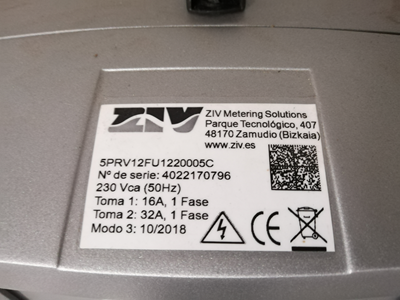 ZIV
ZIV Metering Solutions
Parque Tecnológico, 407
48170 Zamudio (Bizkaia)
www.ziv.es
5PRV12FU1220005C
Nº de serie: 4022170796
230 Vca (50Hz)
Toma 1: 16A, 1 Fase
Toma 2: 32A, 1 Fase
Modo 3: 10/2018
CE